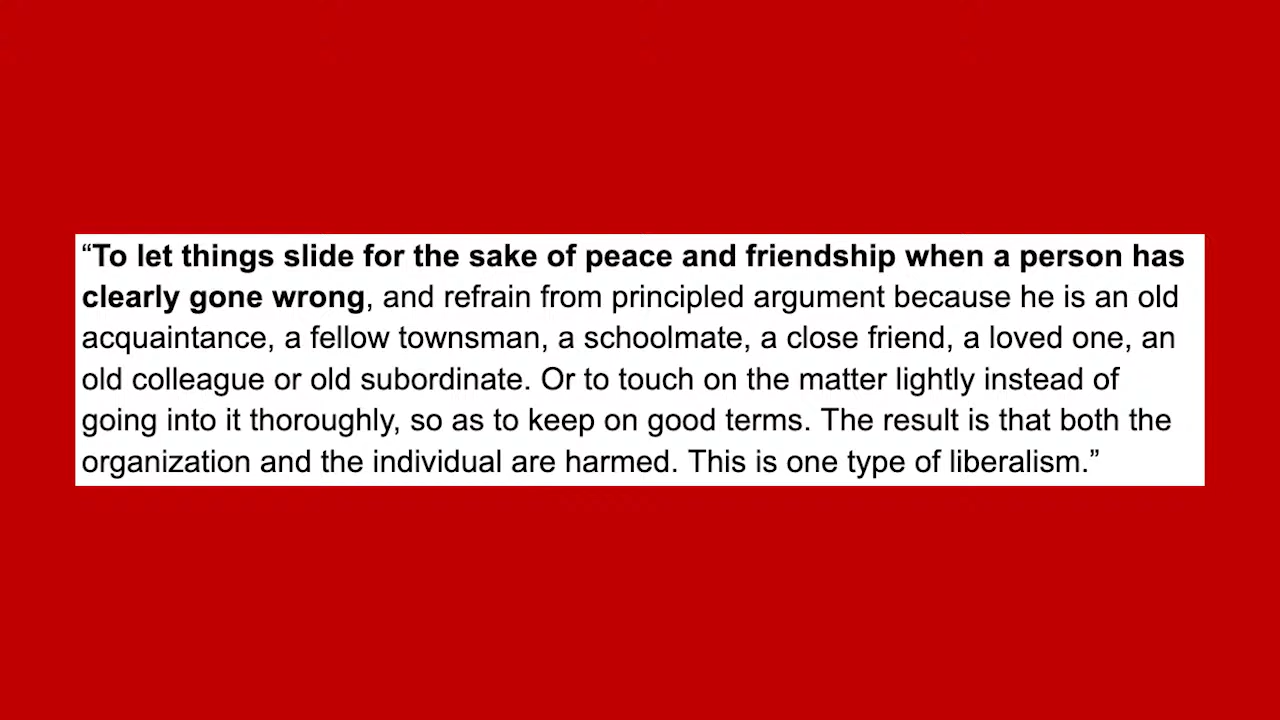 “To let things slide for the sake of peace and friendship when a person has
clearly gone wrong, and refrain from principled argument because he is an old
acquaintance, a fellow townsman, a schoolmate, a close friend, a loved one, an
old colleague or old subordinate. Or to touch on the matter lightly instead of
going into it thoroughly, so as to keep on good terms. The result is that both the
organization and the individual are harmed. This is one type of liberalism.”